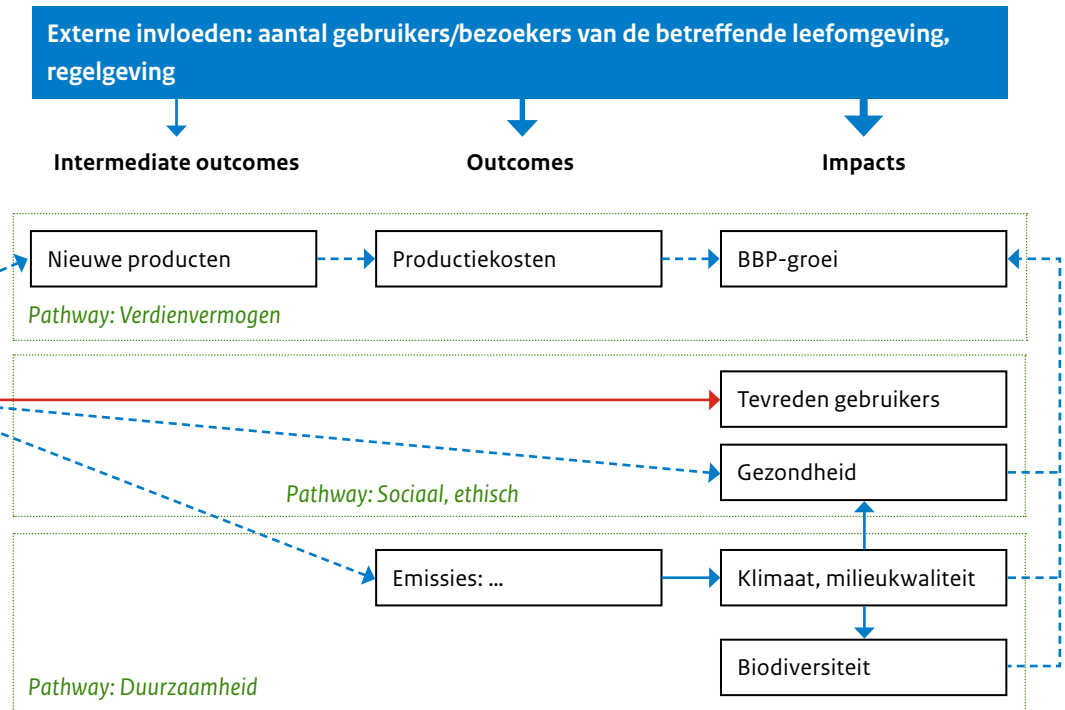 Externe invloeden: aantal gebruikers/bezoekers van de betreffende leefomgeving,
regelgeving
Intermediate outcomes
Outcomes
Impacts
Nieuwe producten
Productiekosten
BBP-groei
Pathway: Verdienvermogen
Tevreden gebruikers
Gezondheid
Pathway: Sociaal, ethisch
Emissies: ...
Klimaat, milieukwaliteit
Biodiversiteit
Pathway: Duurzaamheid